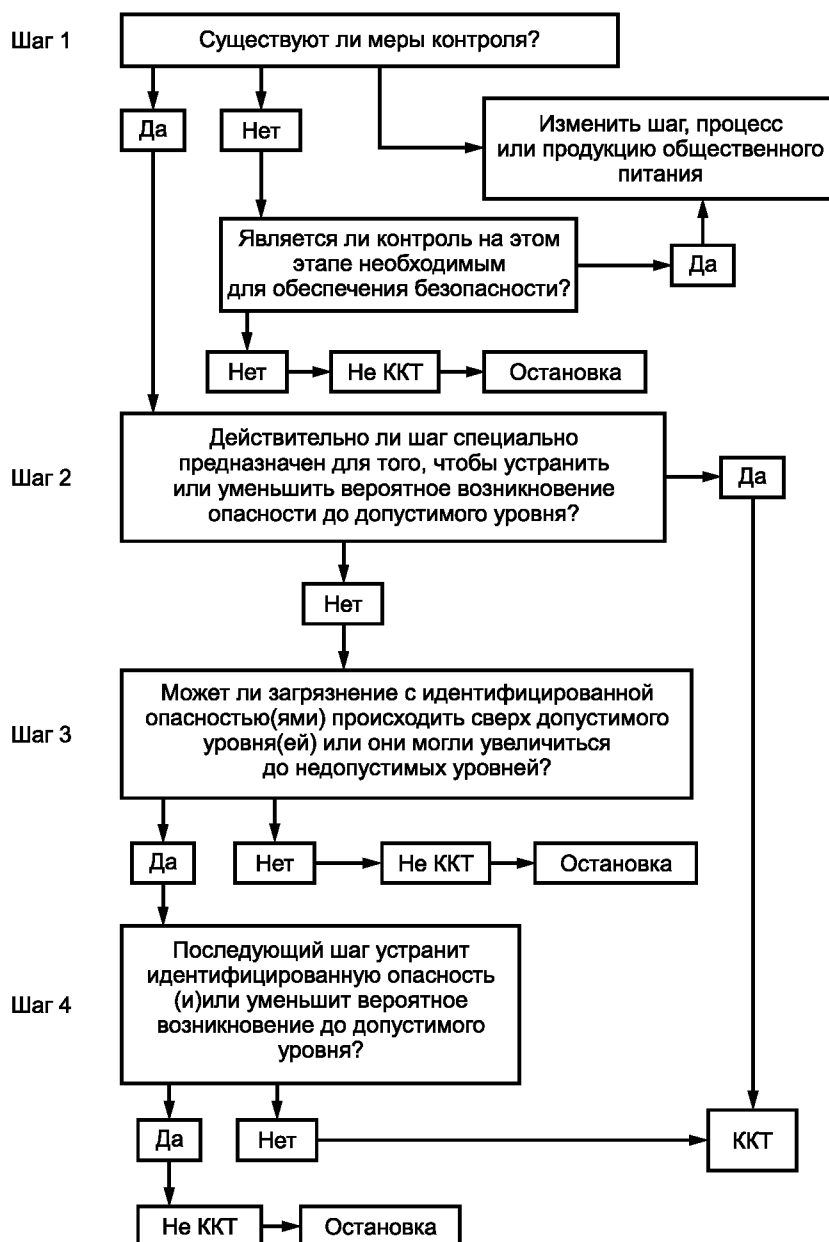 Шаг 1
Существуют ли меры контроля?
Да
Нет
Изменить шаг, процесс
или продукцию общественного
питания
Является ли контроль на этом
этапе необходимым
для обеспечения безопасности?
Да
Нет
Не ККТ
Остановка
Шаг 2
Действительно ли шаг специально
предназначен для того, чтобы устранить
или уменьшить вероятное возникновение
опасности до допустимого уровня?
Да
Нет
Шаг 3
Может ли загрязнение с идентифицированной
опасностью(ями) происходить сверх допустимого
уровня(ей) или они могли увеличиться
до недопустимых уровней?
Да
Нет
Не ККТ
Остановка
Шаг 4
Последующий шаг устранит
идентифицированную опасность
(и)или уменьшит вероятное
возникновение до допустимого
уровня?
Да
Нет
ККТ
Не ККТ
Остановка